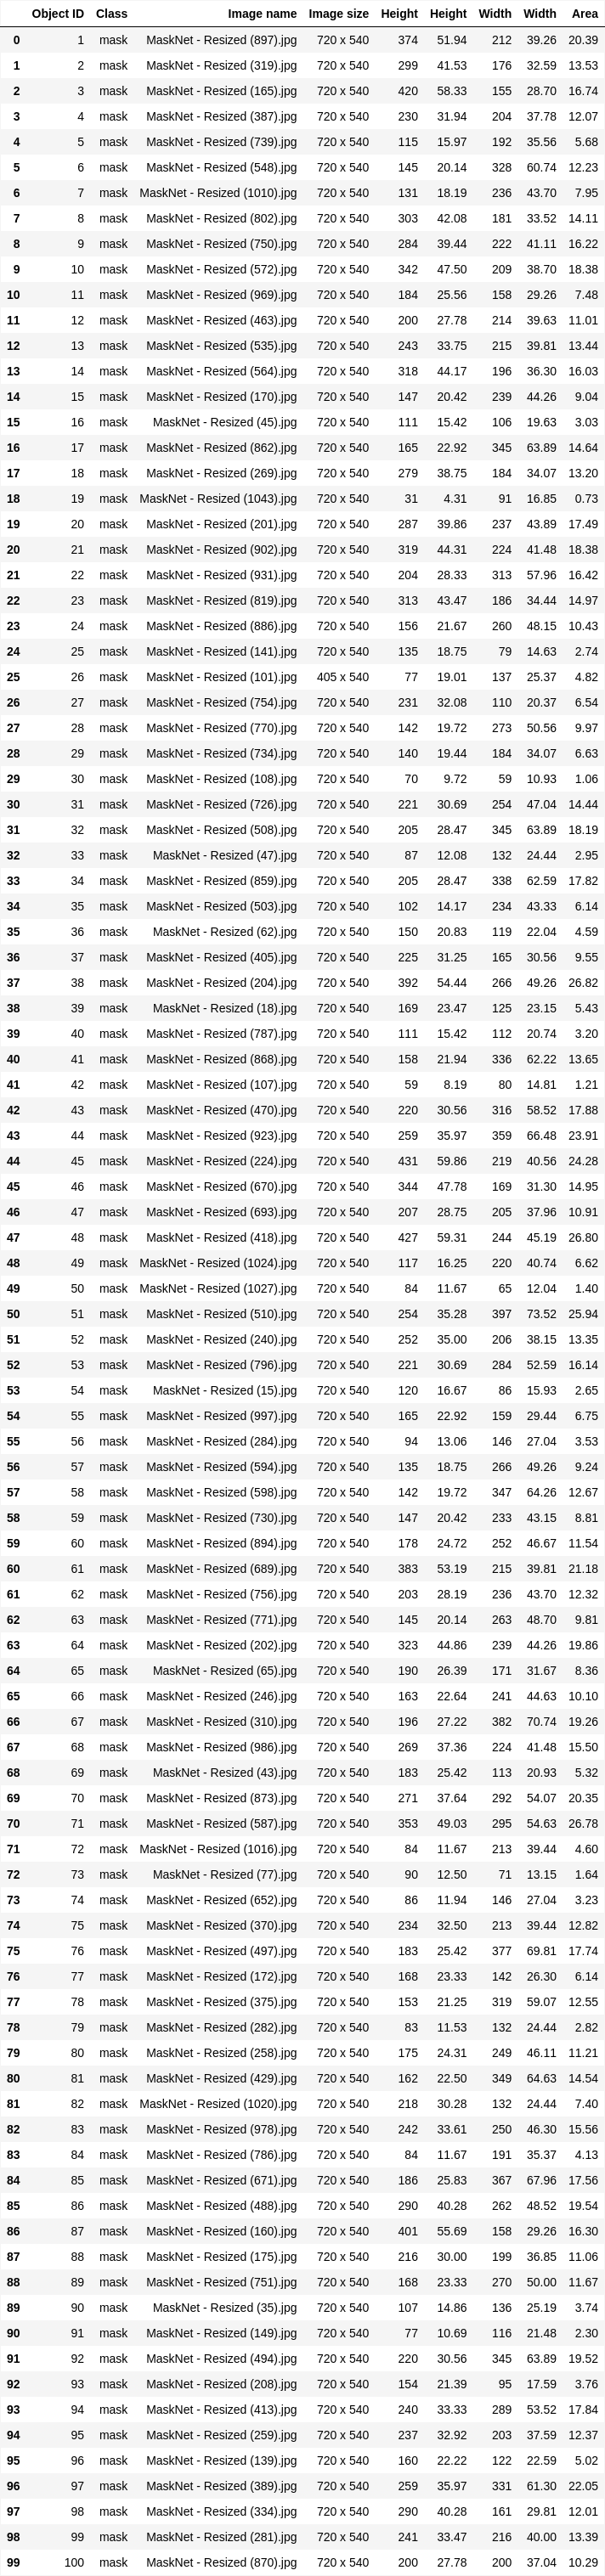 Object ID Class Image name Image size Height Height Width Width Area
0 1 mask MaskNet - Resized (897).jpg 720 x 540 374 51.94 212 39.26 20.39
1 2 mask MaskNet - Resized (319).jpg 720 x 540 299 41.53 176 32.59 13.53
2 3 mask MaskNet - Resized (165).jpg 720 x 540 420 58.33 155 28.70 16.74
3 4 mask MaskNet - Resized (387).jpg 720 x 540 230 31.94 204 37.78 12.07
4 5 mask MaskNet - Resized (739).jpg 720 x 540 115 15.97 192 35.56 5.68
5 6 mask MaskNet - Resized (548).jpg 720 x 540 145 20.14 328 60.74 12.23
6 7 mask MaskNet - Resized (1010).jpg 720 x 540 131 18.19 236 43.70 7.95
7 8 mask MaskNet - Resized (802).jpg 720 x 540 303 42.08 181 33.52 14.11
8 9 mask MaskNet - Resized (750).jpg 720 x 540 284 39.44 222 41.11 16.22
9 10 mask MaskNet - Resized (572).jpg 720 x 540 342 47.50 209 38.70 18.38
10 11 mask MaskNet - Resized (969).jpg 720 x 540 184 25.56 158 29.26 7.48
11 12 mask MaskNet - Resized (463).jpg 720 x 540 200 27.78 214 39.63 11.01
12 13 mask MaskNet - Resized (535).jpg 720 x 540 243 33.75 215 39.81 13.44
13 14 mask MaskNet - Resized (564).jpg 720 x 540 318 44.17 196 36.30 16.03
14 15 mask MaskNet - Resized (170).jpg 720 x 540 147 20.42 239 44.26 9.04
15 16 mask MaskNet - Resized (45).jpg 720 x 540 111 15.42 106 19.63 3.03
16 17 mask MaskNet - Resized (862).jpg 720 x 540 165 22.92 345 63.89 14.64
17 18 mask MaskNet - Resized (269).jpg 720 x 540 279 38.75 184 34.07 13.20
18 19 mask MaskNet - Resized (1043).jpg 720 x 540 31 4.31 91 16.85 0.73
19 20 mask MaskNet - Resized (201).jpg 720 x 540 287 39.86 237 43.89 17.49
20 21 mask MaskNet - Resized (902).jpg 720 x 540 319 44.31 224 41.48 18.38
21 22 mask MaskNet - Resized (931).jpg 720 x 540 204 28.33 313 57.96 16.42
22 23 mask MaskNet - Resized (819).jpg 720 x 540 313 43.47 186 34.44 14.97
23 24 mask MaskNet - Resized (886).jpg 720 x 540 156 21.67 260 48.15 10.43
24 25 mask MaskNet - Resized (141).jpg 720 x 540 135 18.75 79 14.63 2.74
25 26 mask MaskNet - Resized (101).jpg 405 x 540 77 19.01 137 25.37 4.82
26 27 mask MaskNet - Resized (754).jpg 720 x 540 231 32.08 110 20.37 6.54
27 28 mask MaskNet - Resized (770).jpg 720 x 540 142 19.72 273 50.56 9.97
28 29 mask MaskNet - Resized (734).jpg 720 x 540 140 19.44 184 34.07 6.63
29 30 mask MaskNet - Resized (108).jpg 720 x 540 70 9.72 59 10.93 1.06
30 31 mask MaskNet - Resized (726).jpg 720 x 540 221 30.69 254 47.04 14.44
31 32 mask MaskNet - Resized (508).jpg 720 x 540 205 28.47 345 63.89 18.19
32 33 mask MaskNet - Resized (47).jpg 720 x 540 87 12.08 132 24.44 2.95
33 34 mask MaskNet - Resized (859).jpg 720 x 540 205 28.47 338 62.59 17.82
34 35 mask MaskNet - Resized (503).jpg 720 x 540 102 14.17 234 43.33 6.14
35 36 mask MaskNet - Resized (62).jpg 720 x 540 150 20.83 119 22.04 4.59
36 37 mask MaskNet - Resized (405).jpg 720 x 540 225 31.25 165 30.56 9.55
37 38 mask MaskNet - Resized (204).jpg 720 x 540 392 54.44 266 49.26 26.82
38 39 mask MaskNet - Resized (18).jpg 720 x 540 169 23.47 125 23.15 5.43
39 40 mask MaskNet - Resized (787).jpg 720 x 540 111 15.42 112 20.74 3.20
40 41 mask MaskNet - Resized (868).jpg 720 x 540 158 21.94 336 62.22 13.65
41 42 mask MaskNet - Resized (107).jpg 720 x 540 59 8.19 80 14.81 1.21
42 43 mask MaskNet - Resized (470).jpg 720 x 540 220 30.56 316 58.52 17.88
43 44 mask MaskNet - Resized (923).jpg 720 x 540 259 35.97 359 66.48 23.91
44 45 mask MaskNet - Resized (224).jpg 720 x 540 431 59.86 219 40.56 24.28
45 46 mask MaskNet - Resized (670).jpg 720 x 540 344 47.78 169 31.30 14.95
46 47 mask MaskNet - Resized (693).jpg 720 x 540 207 28.75 205 37.96 10.91
47 48 mask MaskNet - Resized (418).jpg 720 x 540 427 59.31 244 45.19 26.80
48 49 mask MaskNet - Resized (1024).jpg 720 x 540 117 16.25 220 40.74 6.62
49 50 mask MaskNet - Resized (1027).jpg 720 x 540 84 11.67 65 12.04 1.40
50 51 mask MaskNet - Resized (510).jpg 720 x 540 254 35.28 397 73.52 25.94
51 52 mask MaskNet - Resized (240).jpg 720 x 540 252 35.00 206 38.15 13.35
52 53 mask MaskNet - Resized (796).jpg 720 x 540 221 30.69 284 52.59 16.14
53 54 mask MaskNet - Resized (15).jpg 720 x 540 120 16.67 86 15.93 2.65
54 55 mask MaskNet - Resized (997).jpg 720 x 540 165 22.92 159 29.44 6.75
55 56 mask MaskNet - Resized (284).jpg 720 x 540 94 13.06 146 27.04 3.53
56 57 mask MaskNet - Resized (594).jpg 720 x 540 135 18.75 266 49.26 9.24
57 58 mask MaskNet - Resized (598).jpg 720 x 540 142 19.72 347 64.26 12.67
58 59 mask MaskNet - Resized (730).jpg 720 x 540 147 20.42 233 43.15 8.81
59 60 mask MaskNet - Resized (894).jpg 720 x 540 178 24.72 252 46.67 11.54
60 61 mask MaskNet - Resized (689).jpg 720 x 540 383 53.19 215 39.81 21.18
61 62 mask MaskNet - Resized (756).jpg 720 x 540 203 28.19 236 43.70 12.32
62 63 mask MaskNet - Resized (771).jpg 720 x 540 145 20.14 263 48.70 9.81
63 64 mask MaskNet - Resized (202).jpg 720 x 540 323 44.86 239 44.26 19.86
64 65 mask MaskNet - Resized (65).jpg 720 x 540 190 26.39 171 31.67 8.36
65 66 mask MaskNet - Resized (246).jpg 720 x 540 163 22.64 241 44.63 10.10
66 67 mask MaskNet - Resized (310).jpg 720 x 540 196 27.22 382 70.74 19.26
67 68 mask MaskNet - Resized (986).jpg 720 x 540 269 37.36 224 41.48 15.50
68 69 mask MaskNet - Resized (43).jpg 720 x 540 183 25.42 113 20.93 5.32
69 70 mask MaskNet - Resized (873).jpg 720 x 540 271 37.64 292 54.07 20.35
70 71 mask MaskNet - Resized (587).jpg 720 x 540 353 49.03 295 54.63 26.78
71 72 mask MaskNet - Resized (1016).jpg 720 x 540 84 11.67 213 39.44 4.60
72 73 mask MaskNet - Resized (77).jpg 720 x 540 90 12.50 71 13.15 1.64
73 74 mask MaskNet - Resized (652).jpg 720 x 540 86 11.94 146 27.04 3.23
74 75 mask MaskNet - Resized (370).jpg 720 x 540 234 32.50 213 39.44 12.82
75 76 mask MaskNet - Resized (497).jpg 720 x 540 183 25.42 377 69.81 17.74
76 77 mask MaskNet - Resized (172).jpg 720 x 540 168 23.33 142 26.30 6.14
77 78 mask MaskNet - Resized (375).jpg 720 x 540 153 21.25 319 59.07 12.55
78 79 mask MaskNet - Resized (282).jpg 720 x 540 83 11.53 132 24.44 2.82
79 80 mask MaskNet - Resized (258).jpg 720 x 540 175 24.31 249 46.11 11.21
80 81 mask MaskNet - Resized (429).jpg 720 x 540 162 22.50 349 64.63 14.54
81 82 mask MaskNet - Resized (1020).jpg 720 x 540 218 30.28 132 24.44 7.40
82 83 mask MaskNet - Resized (978).jpg 720 x 540 242 33.61 250 46.30 15.56
83 84 mask MaskNet - Resized (786).jpg 720 x 540 84 11.67 191 35.37 4.13
84 85 mask MaskNet - Resized (671).jpg 720 x 540 186 25.83 367 67.96 17.56
85 86 mask MaskNet - Resized (488).jpg 720 x 540 290 40.28 262 48.52 19.54
86 87 mask MaskNet - Resized (160).jpg 720 x 540 401 55.69 158 29.26 16.30
87 88 mask MaskNet - Resized (175).jpg 720 x 540 216 30.00 199 36.85 11.06
88 89 mask MaskNet - Resized (751).jpg 720 x 540 168 23.33 270 50.00 11.67
89 90 mask MaskNet - Resized (35).jpg 720 x 540 107 14.86 136 25.19 3.74
90 91 mask MaskNet - Resized (149).jpg 720 x 540 77 10.69 116 21.48 2.30
91 92 mask MaskNet - Resized (494).jpg 720 x 540 220 30.56 345 63.89 19.52
92 93 mask MaskNet - Resized (208).jpg 720 x 540 154 21.39 95 17.59 3.76
93 94 mask MaskNet - Resized (413).jpg 720 x 540 240 33.33 289 53.52 17.84
94 95 mask MaskNet - Resized (259).jpg 720 x 540 237 32.92 203 37.59 12.37
95 96 mask MaskNet - Resized (139).jpg 720 x 540 160 22.22 122 22.59 5.02
96 97 mask MaskNet - Resized (389).jpg 720 x 540 259 35.97 331 61.30 22.05
97 98 mask MaskNet - Resized (334).jpg 720 x 540 290 40.28 161 29.81 12.01
98 99 mask MaskNet - Resized (281).jpg 720 x 540 241 33.47 216 40.00 13.39
99 100 mask MaskNet - Resized (870).jpg 720 x 540 200 27.78 200 37.04 10.29